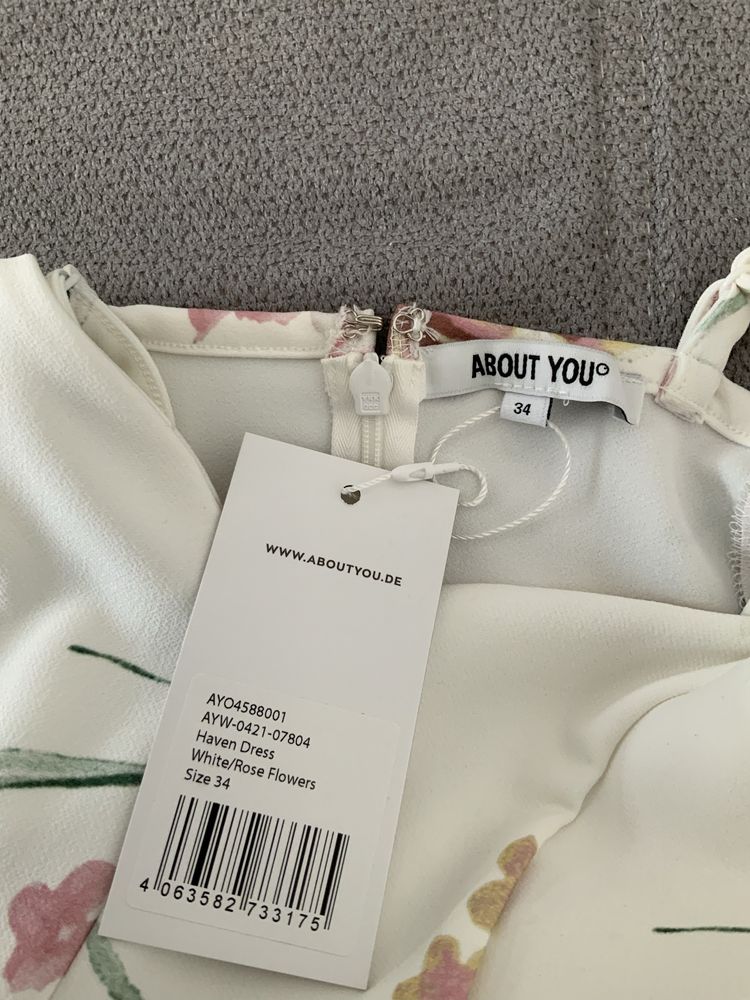 ABOUT YOU
34
WWW.ABOUTYOU.DE
AYO4588001
AYW-0421-07804
Haven Dress
White/Rose Flowers
Size 34
4 063582 733175